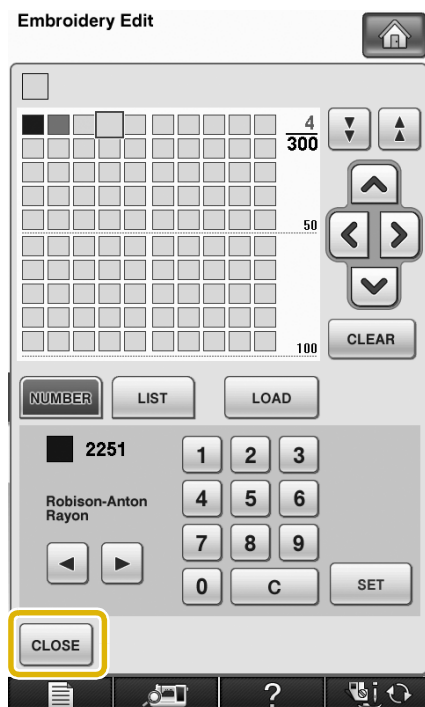 Embroidery Edit
4
300
50
100
CLEAR
NUMBER LIST LOAD
2251
Robison-Anton
Rayon
1 2 3
4 5 6
7 8 9
0 C
SET
CLOSE
?